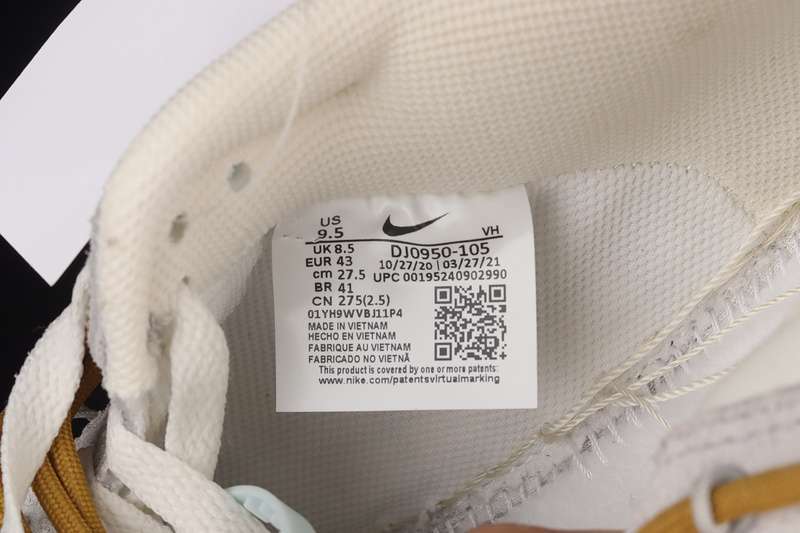 US
9.5 VH
UK 8.5 DJ0950-105
EUR 43 10/27/20 | 03/27/21
cm 27.5 UPC 00195240902990
BR 41
CN 275(2.5)
01YH9WVBJ11P4
MADE IN VIETNAM
HECHO EN VIETNAM
FABRIQUE AU VIETNAM
FABRICADO NO VIETNÃ
This product is covered by one or more patents:
www.nike.com/patentsvirtualmarking